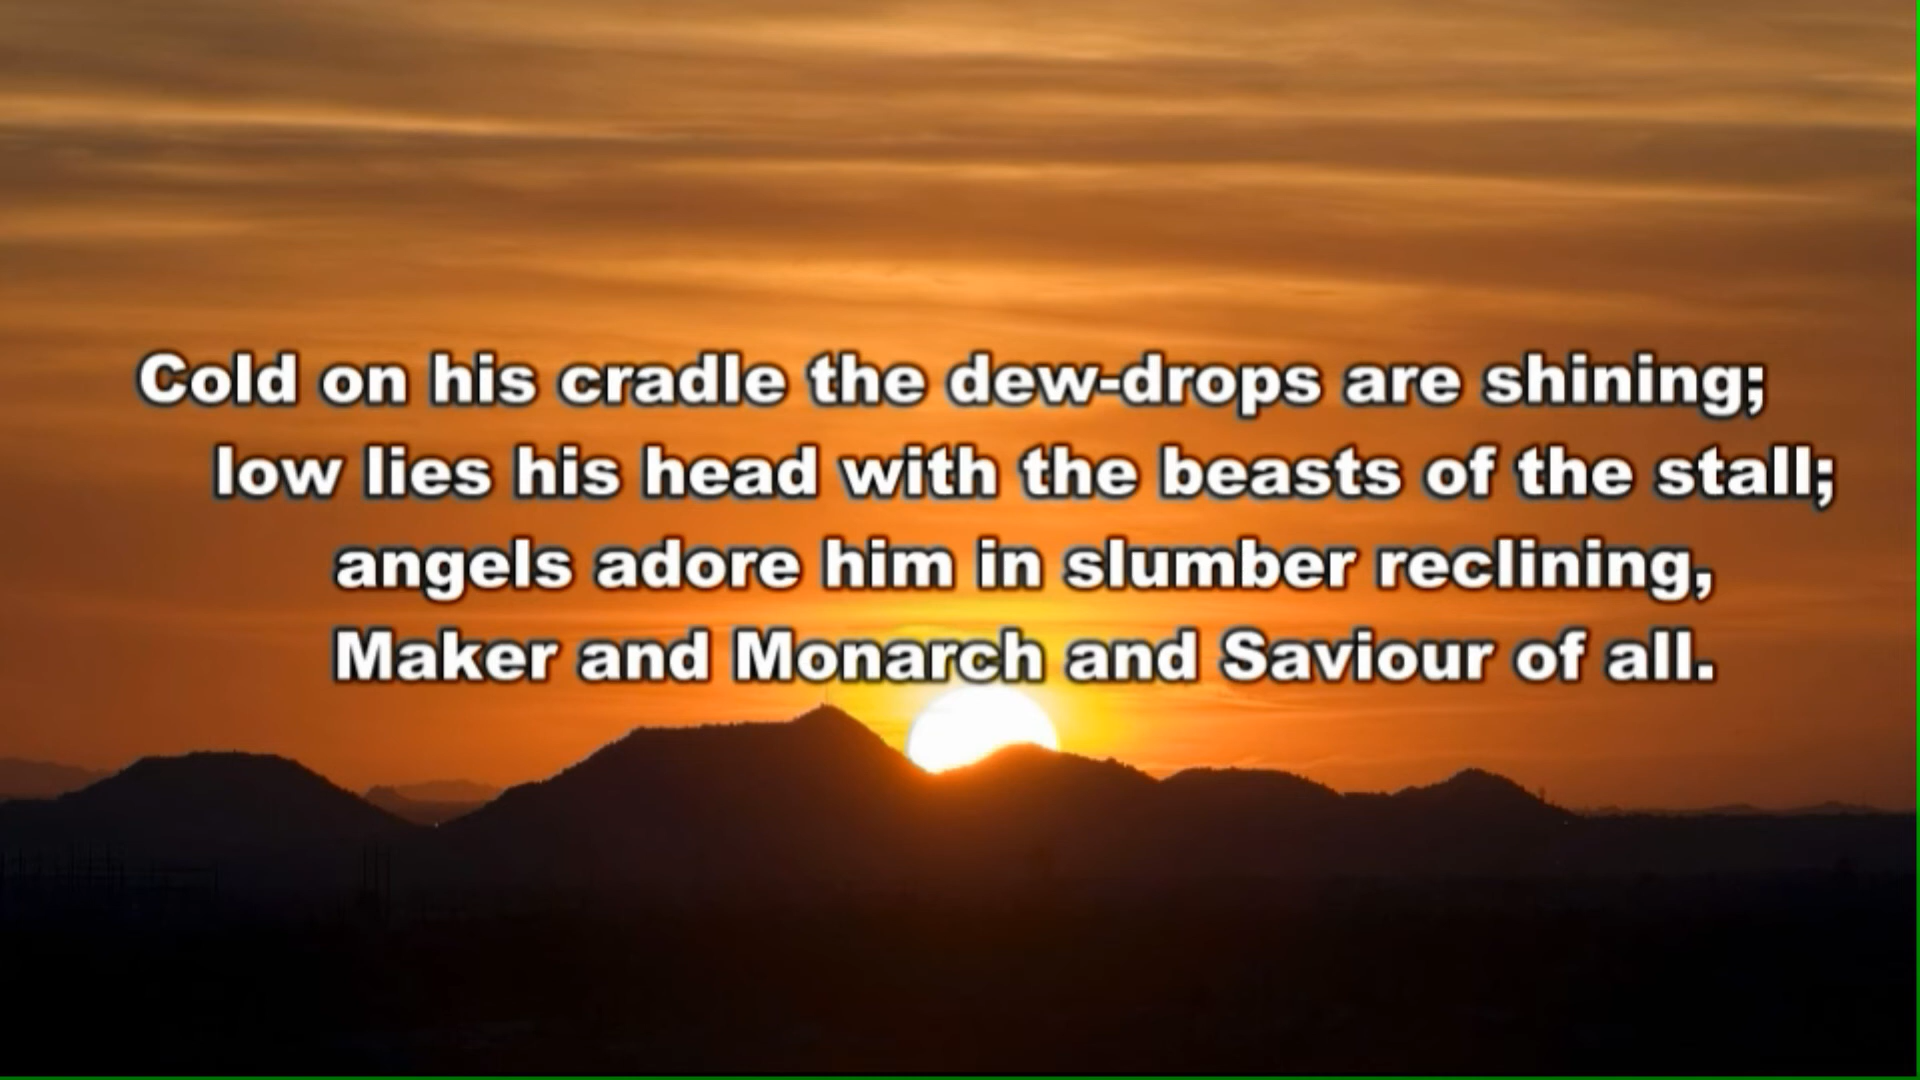 Cold on his cradle the dew-drops are shining;
low lies his head with the beasts of the stall;
angels adore him in slumber reclining,
Maker and Monarch and Saviour of all.